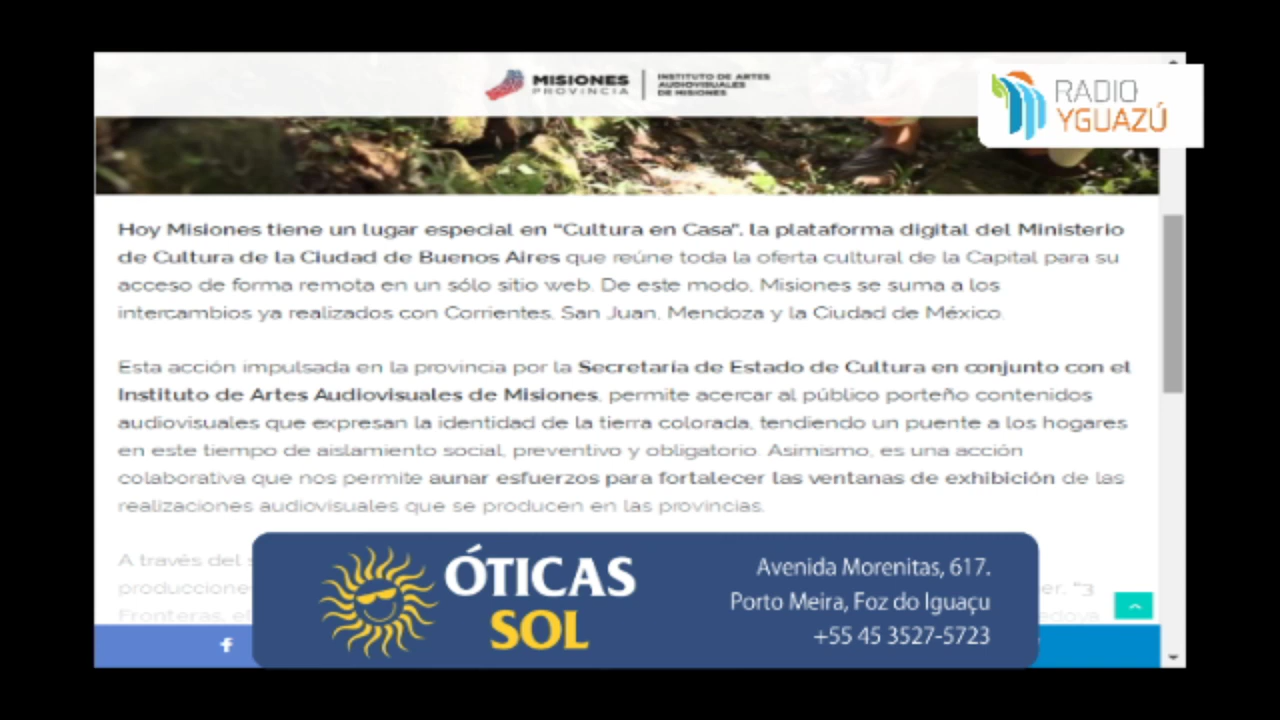 MISIONES
PROVINCIA
INSTITUTO DE ARTES
AUDIOVISUALES
DE MISIONES
RADIO
YGUAZÚ
Hoy Misiones tiene un lugar especial en "Cultura en Casa", la plataforma digital del Ministerio
de Cultura de la Ciudad de Buenos Aires que reúne toda la oferta cultural de la Capital para su
acceso de forma remota en un sólo sitio web. De este modo, Misiones se suma a los
intercambios ya realizados con Corrientes, San Juan, Mendoza y la Ciudad de México.
Esta acción impulsada en la provincia por la Secretaría de Estado de Cultura en conjunto con el
Instituto de Artes Audiovisuales de Misiones, permite acercar al público porteño contenidos
audiovisuales que expresan la identidad de la tierra colorada, tendiendo un puente a los hogares
en este tiempo de aislamiento social, preventivo y obligatorio. Asimismo, es una acción
colaborativa que nos permite aunar esfuerzos para fortalecer las ventanas de exhibición de las
realizaciones audiovisuales que se producen en las provincias.
A través del
"3
Fronteras,
ÓTICAS
SOL
Avenida Morenitas, 617.
Porto Meira, Foz do Iguaçu
+55 45 3527-5723